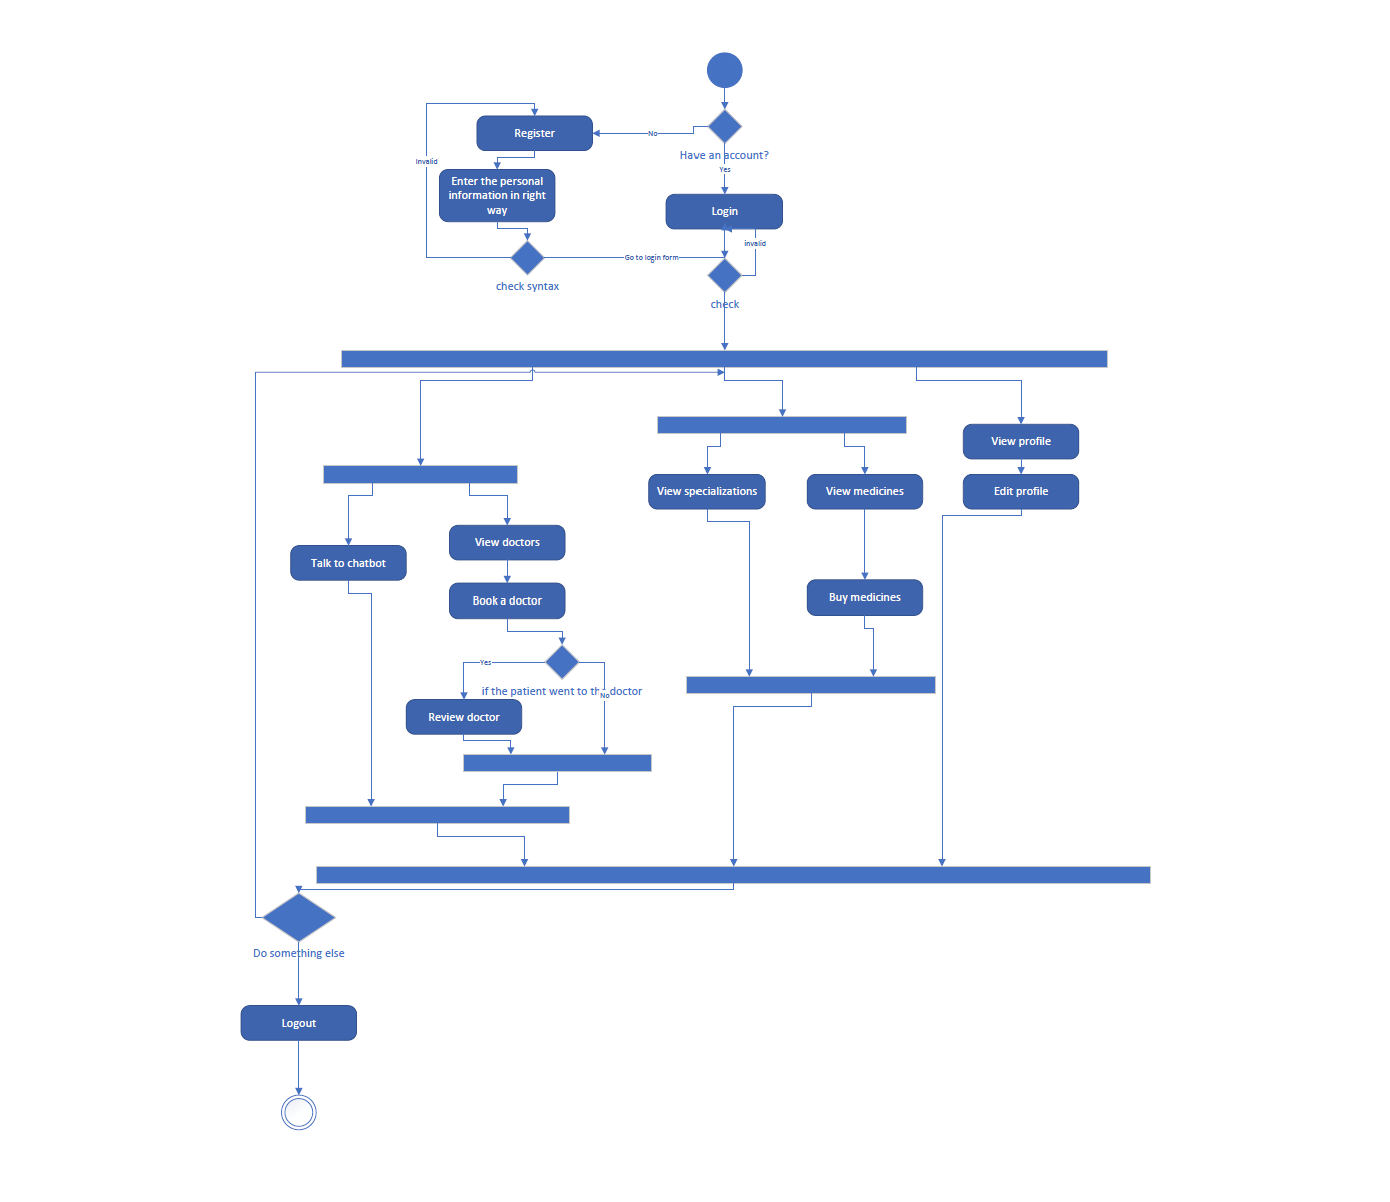 Register
No
Have an account?
Invalid
Yes
Enter the personal
information in right
way
Login
invalid
Go to login form
check syntax
check
View profile
View specializations
View medicines
Edit profile
View doctors
Talk to chatbot
Book a doctor
Buy medicines
Yes
if the patient went to th doctor
No
Review doctor
Do something else
Logout